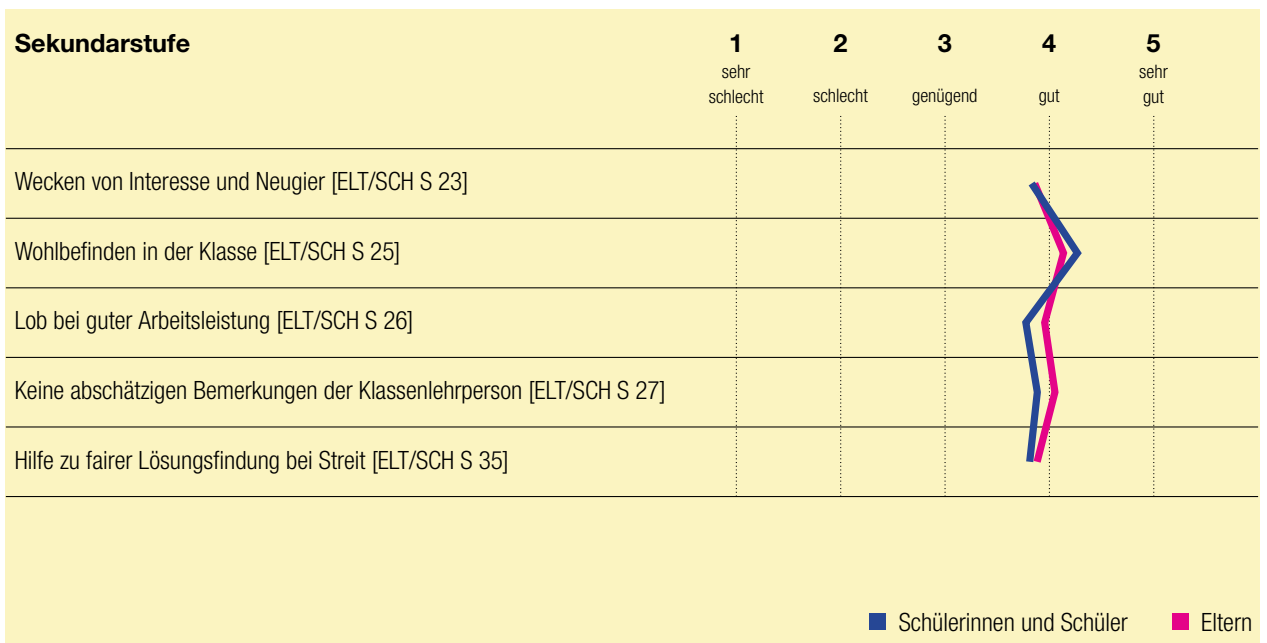 Sekundarstufe 1 2 3 4 5
sehr sehr
schlecht schlecht genügend gut gut
Wecken von Interesse und Neugier [ELT/SCH S 23]
Wohlbefinden in der Klasse [ELT/SCH S 25]
Lob bei guter Arbeitsleistung [ELT/SCH S 26]
Keine abschätzigen Bemerkungen der Klassenlehrperson [ELT/SCH S 27]
Hilfe zu fairer Lösungsfindung bei Streit [ELT/SCH S 35]
Schülerinnen und Schüler Eltern